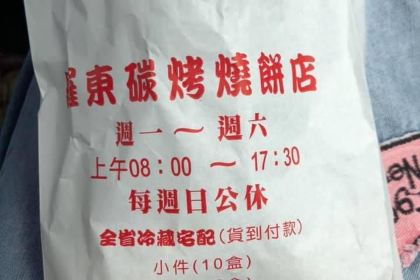 羅東碳烤燒餅店
週一～週六
上午08：00 ～ 17:30
每週日公休
全省冷藏宅配(貨到付款)
小件(10盒)